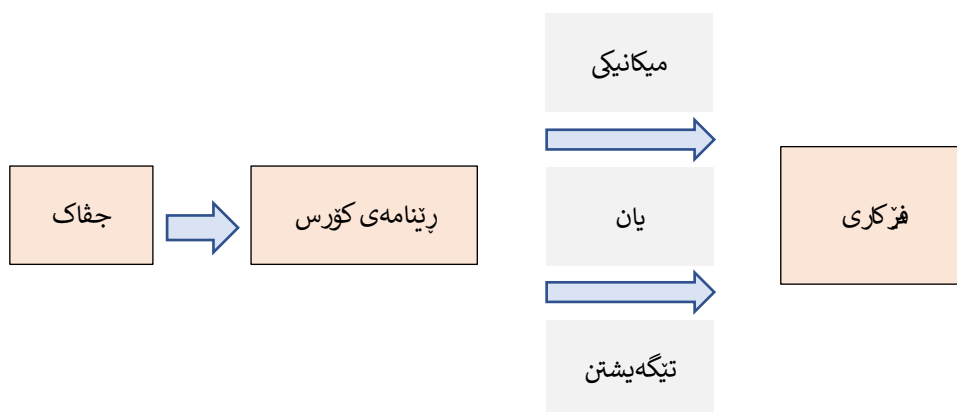 جڤاک
ڕێنامەی کۆرس
میکانیکی
یان
تێگەیشتن
فێرکاری